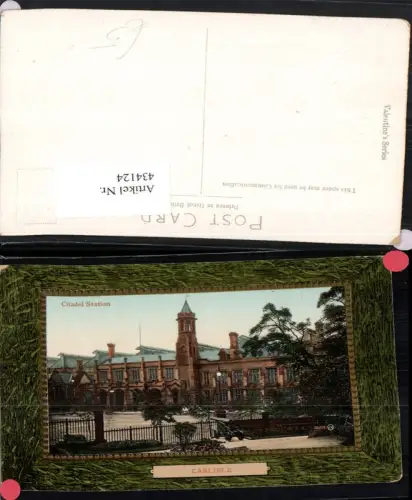 Valentine's Series
This space may be used for Communication
POST CARD
Artikel Nr.
434124
Citadel Station
CARLISLE